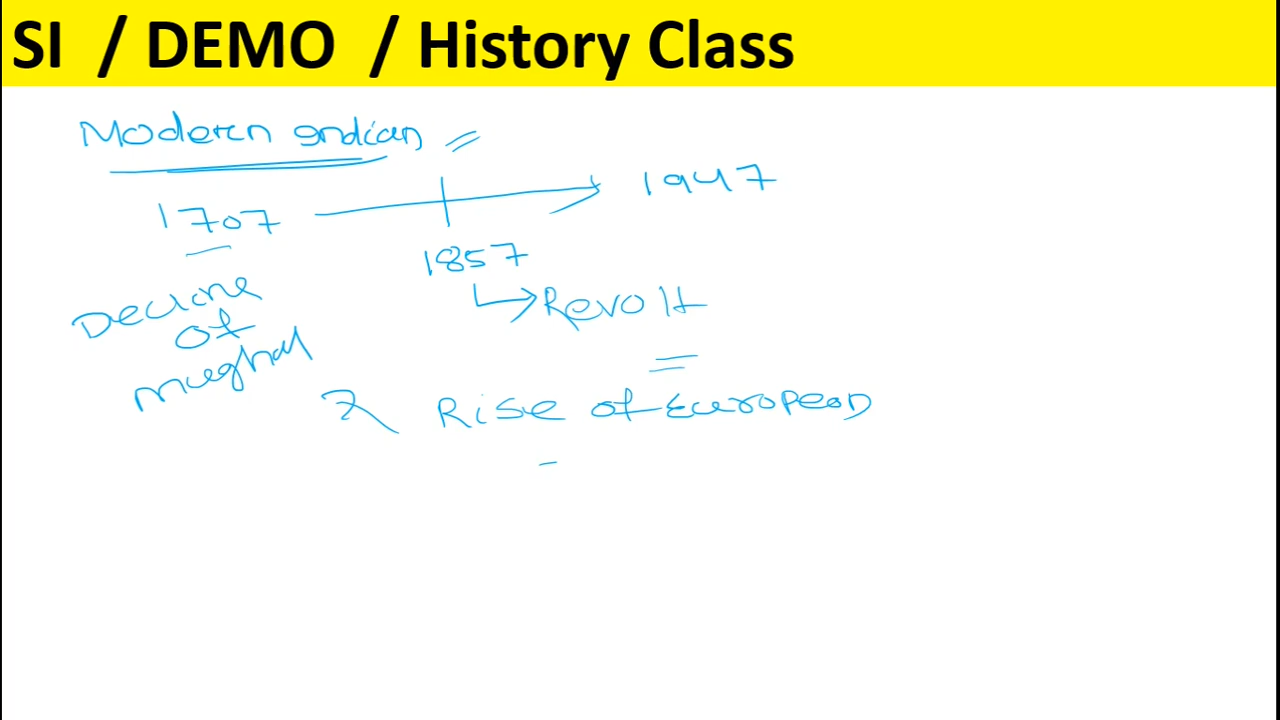 SI / DEMO / History Class
Modern Indian
1707
1947
1857
Revolt
Decline
of
mughal
Rise of European